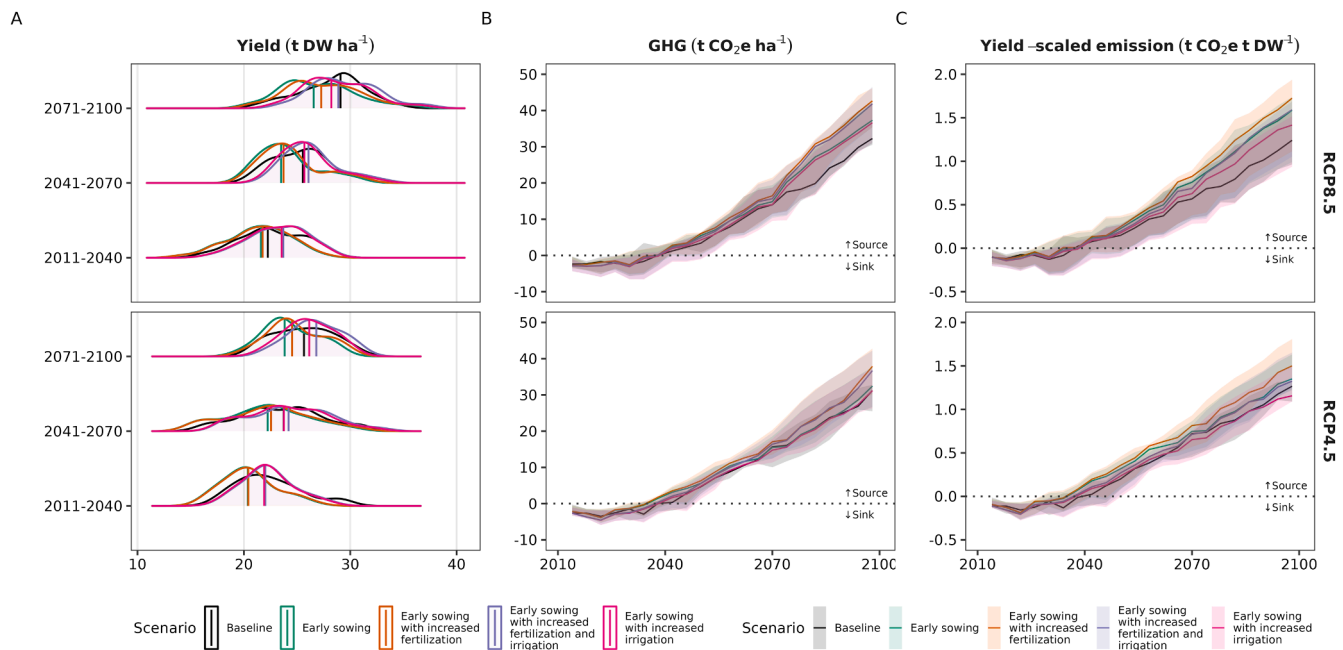 A
B
C
Yield (t DW ha⁻¹)
GHG (t CO₂e ha⁻¹)
Yield –scaled emission (t CO₂e t DW⁻¹)
2071-2100
2041-2070
2011-2040
50
40
30
20
10
0
-10
↑Source
↓Sink
2.0
1.5
1.0
0.5
0.0
-0.5
↑Source
↓Sink
RCP8.5
2071-2100
2041-2070
2011-2040
10
20
30
40
50
40
30
20
10
0
-10
↑Source
↓Sink
2010
2040
2070
2100
2.0
1.5
1.0
0.5
0.0
-0.5
↑Source
↓Sink
2010
2040
2070
2100
RCP4.5
Scenario
Baseline
Early sowing
Early sowing
with increased
fertilization
Early sowing
with increased
fertilization and
irrigation
Early sowing
with increased
irrigation
Scenario
Baseline
Early sowing
Early sowing
with increased
fertilization
Early sowing
with increased
fertilization and
irrigation
Early sowing
with increased
irrigation